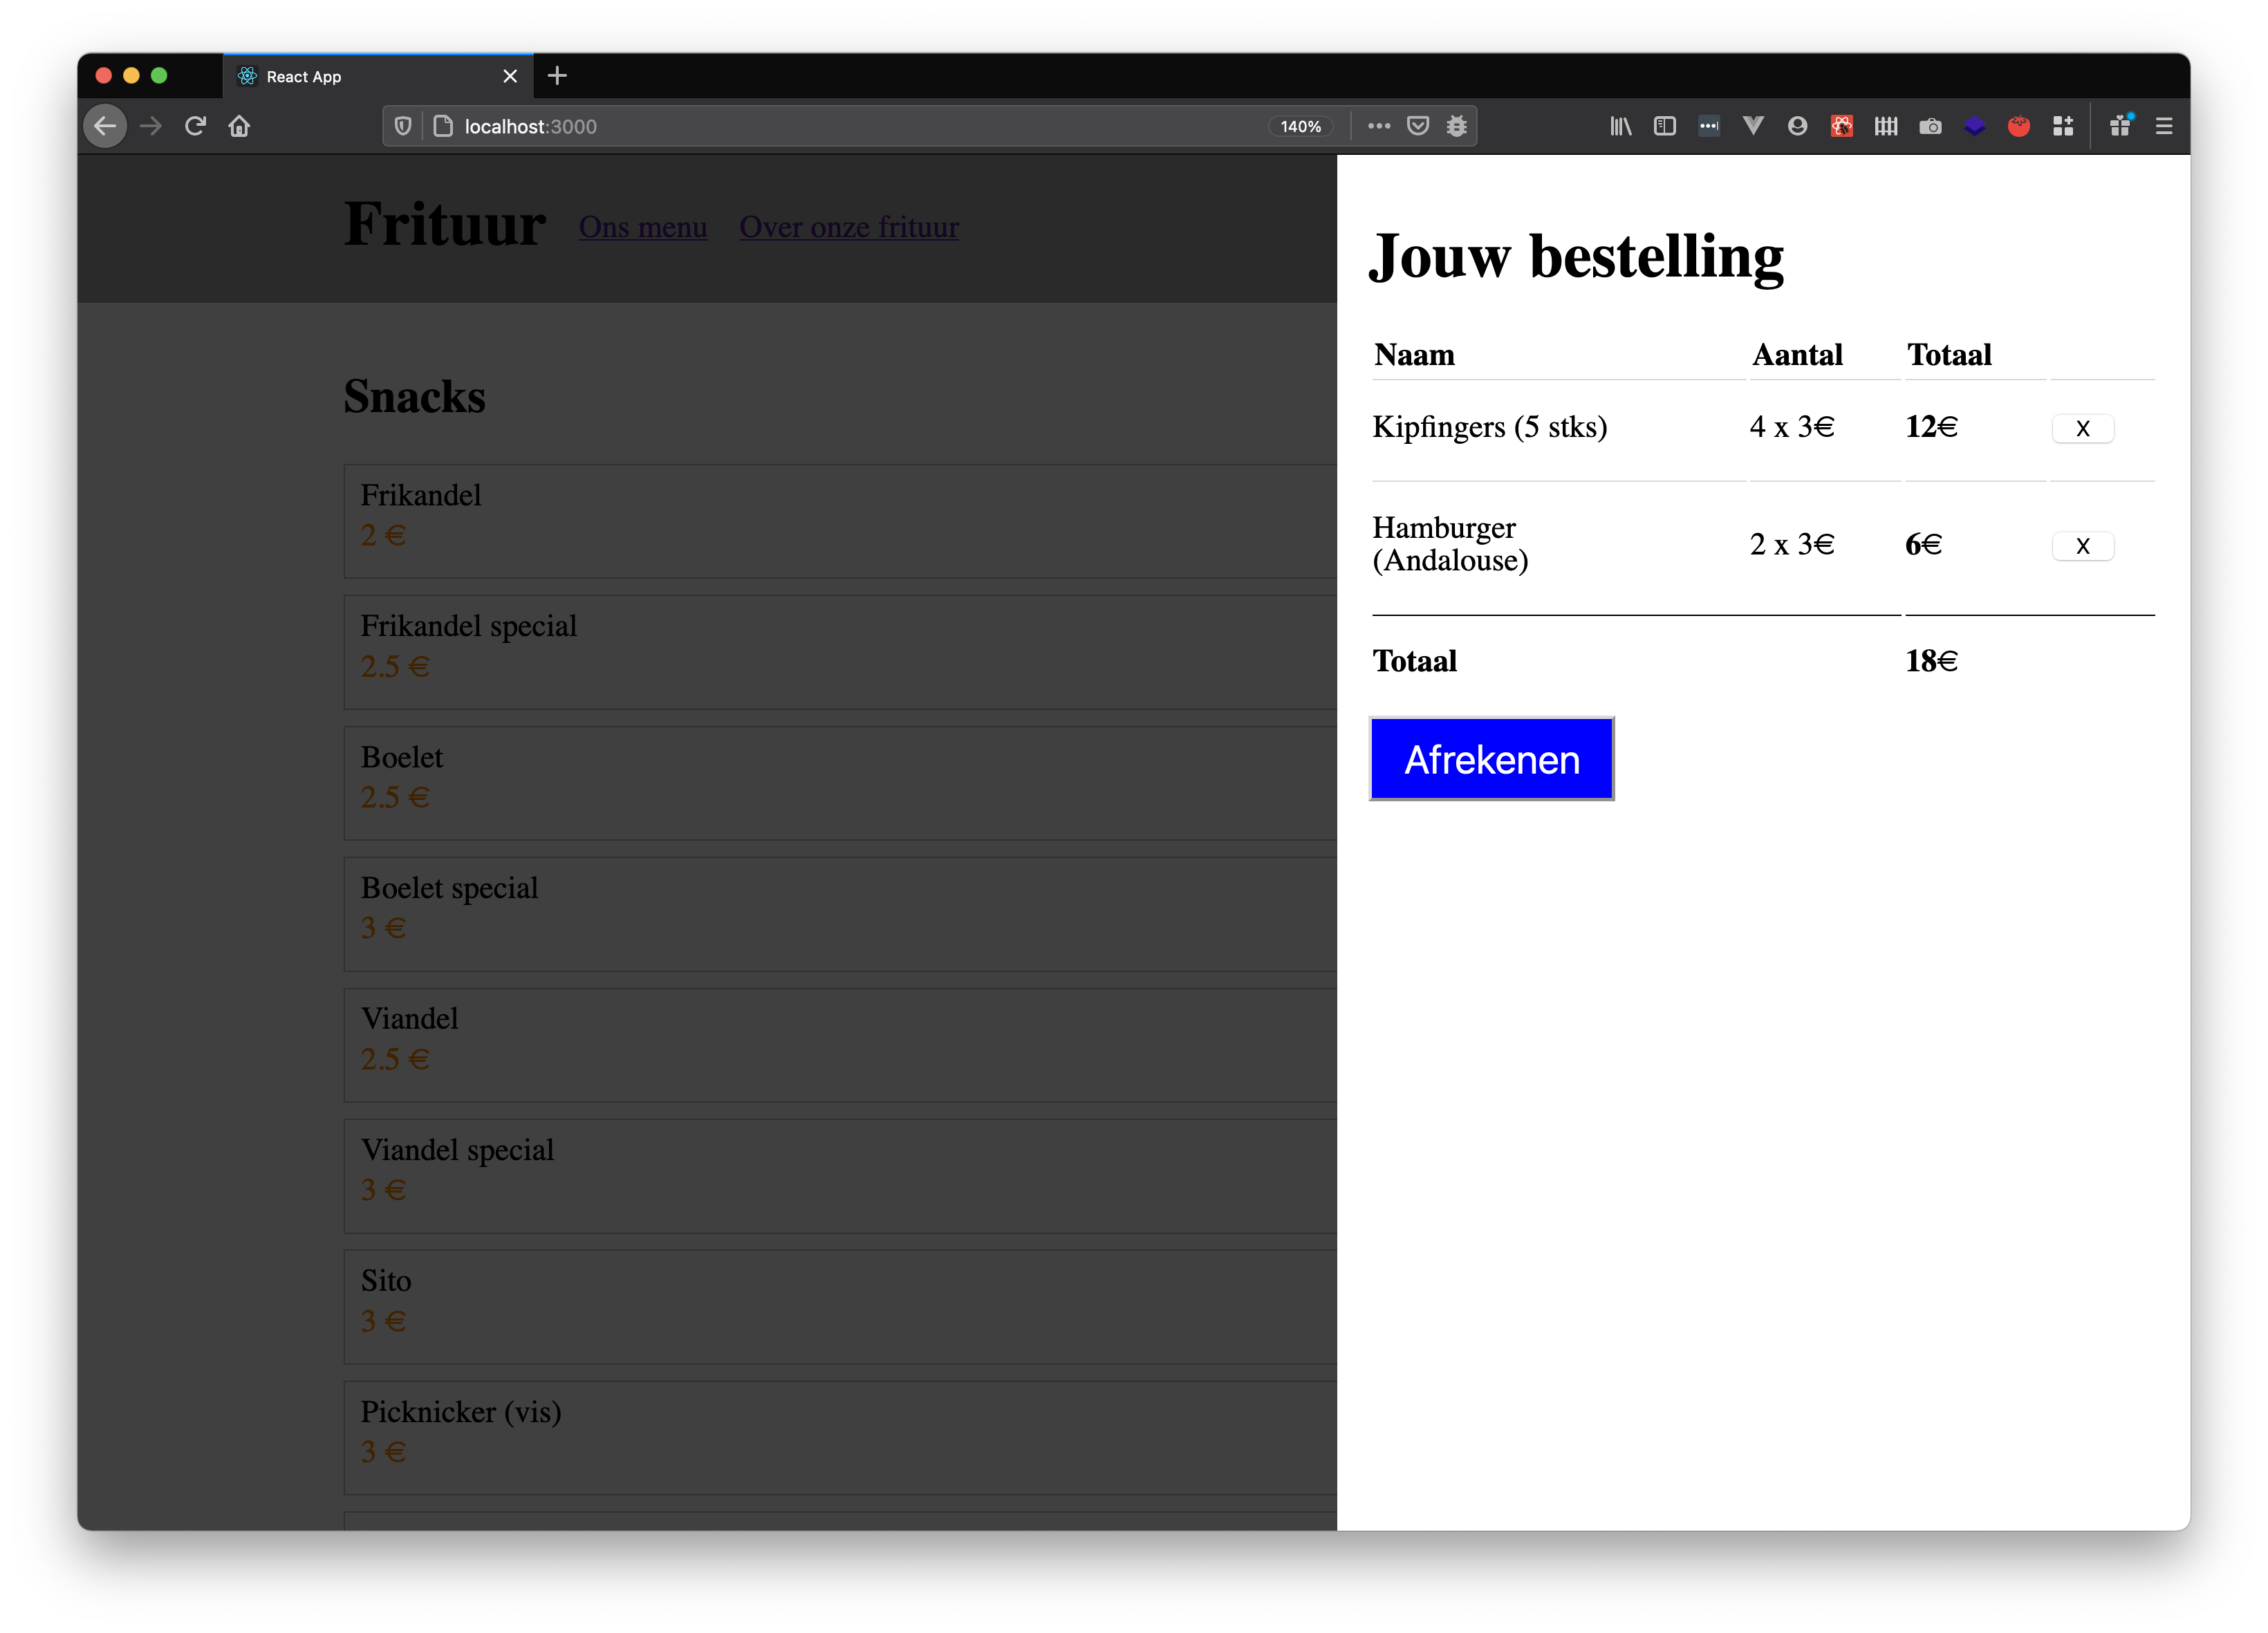 React App
localhost:3000
140%
Frituur Ons menu Over onze frituur
Snacks
Frikandel
2 €
Frikandel special
2.5 €
Boelet
2.5 €
Boelet special
3 €
Viandel
2.5 €
Viandel special
3 €
Sito
3 €
Picknicker (vis)
3 €
Jouw bestelling
Naam Aantal Totaal
Kipfingers (5 stks) 4 x 3€ 12€ X
Hamburger
(Andalouse) 2 x 3€ 6€ X
Totaal 18€
Afrekenen